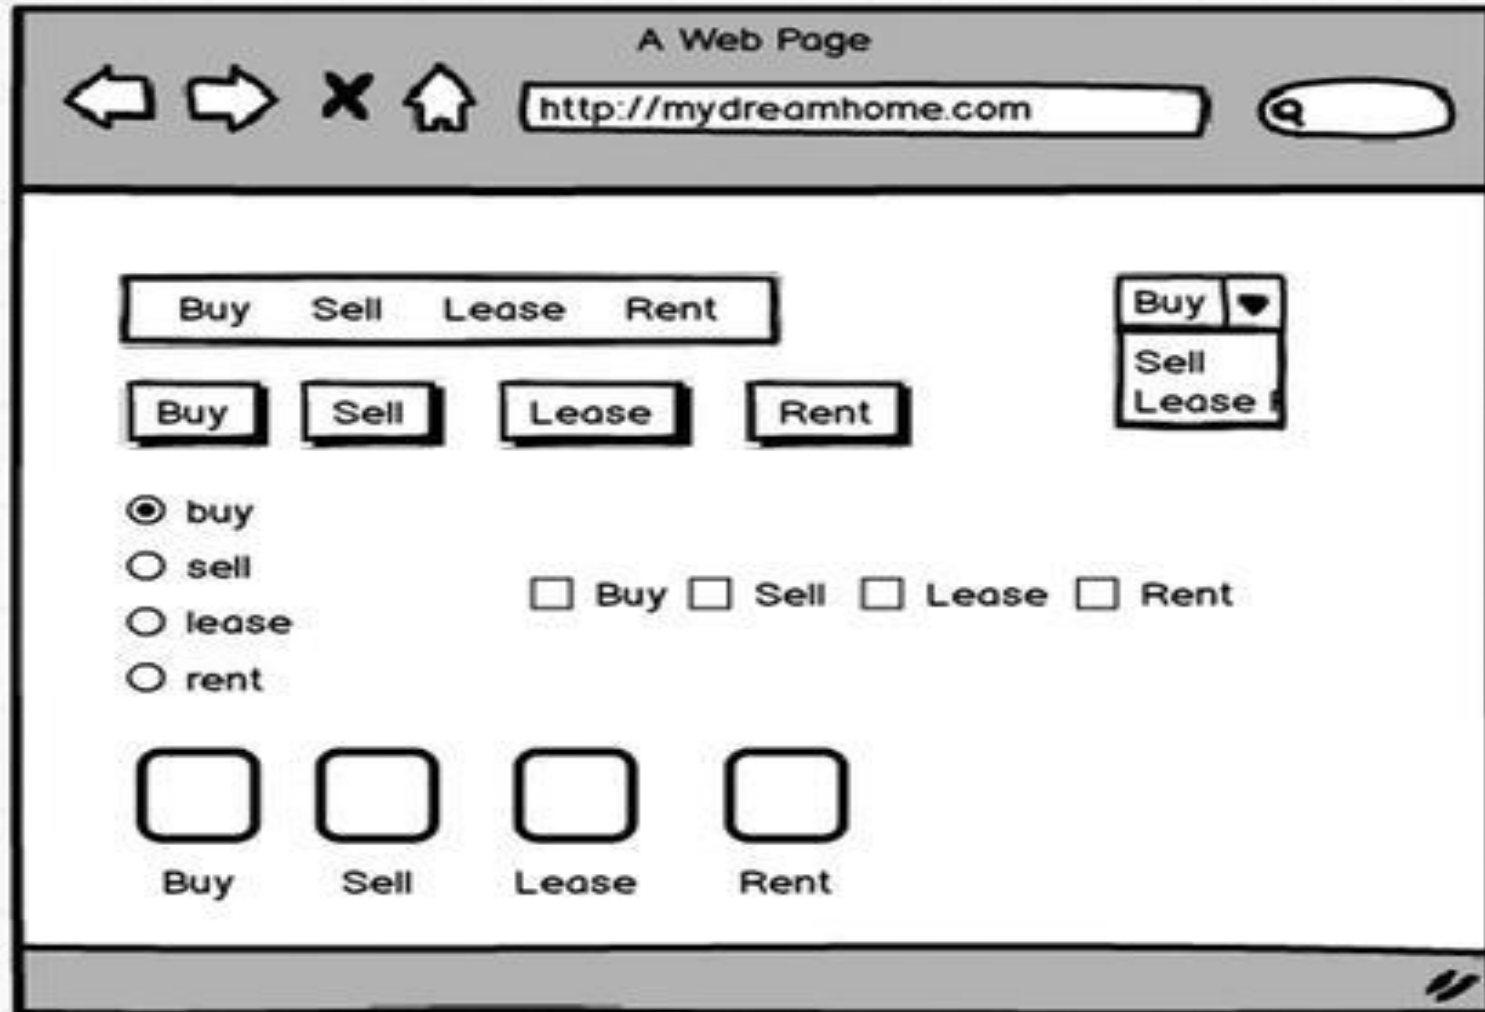 A Web Page
http://mydreamhome.com
Buy Sell Lease Rent
Buy
Sell
Lease
Buy Sell Lease Rent
buy
sell
lease
rent
Buy Sell Lease Rent
Buy Sell Lease Rent